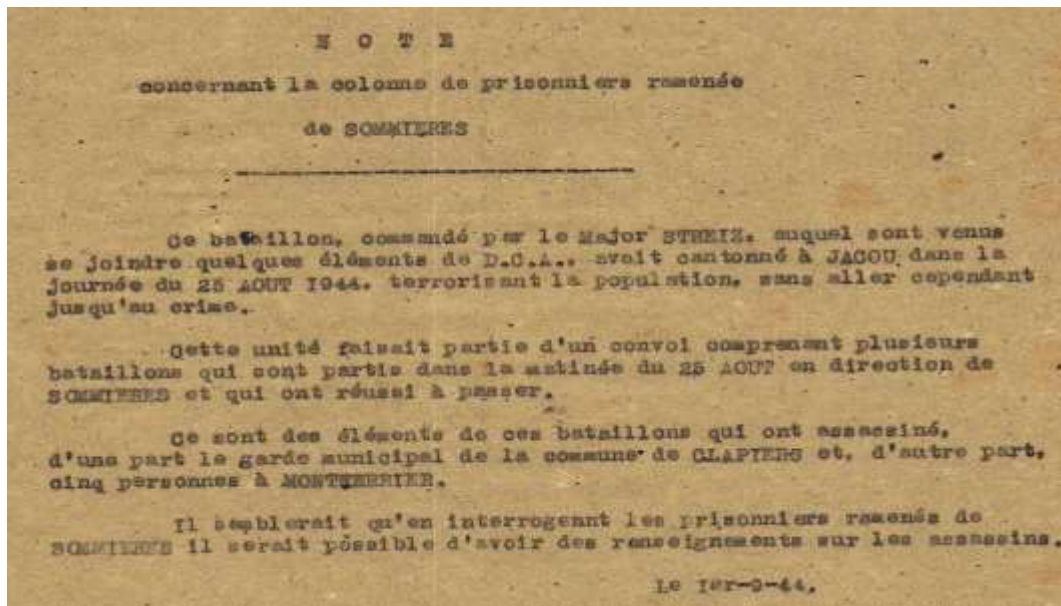 N O T E
concernant la colonne de prisonniers ramenée
de SOMMIERES
Ce bataillon, commandé par le Major STREIZ, auquel sont venus
se joindre quelques éléments de D.C.A., avait cantonné à JACOU dans la
journée du 25 AOUT 1944, terrorisant la population, sans aller cependant
jusqu'au crime.
Cette unité faisait partie d'un convoi comprenant plusieurs
bataillons qui sont partis dans la matinée du 25 AOUT en direction de
SOMMIERES et qui ont réussi à passer.
Ce sont des éléments de ces bataillons qui ont assassiné,
d'une part le garde municipal de la commune de CLAPIERS et, d'autre part,
cinq personnes à MONTFERRIER.
Il semblerait qu'en interrogeant les prisonniers ramenés de
SOMMIERES il serait possible d'avoir des renseignements sur les assassins.
Le 1er-9-44.